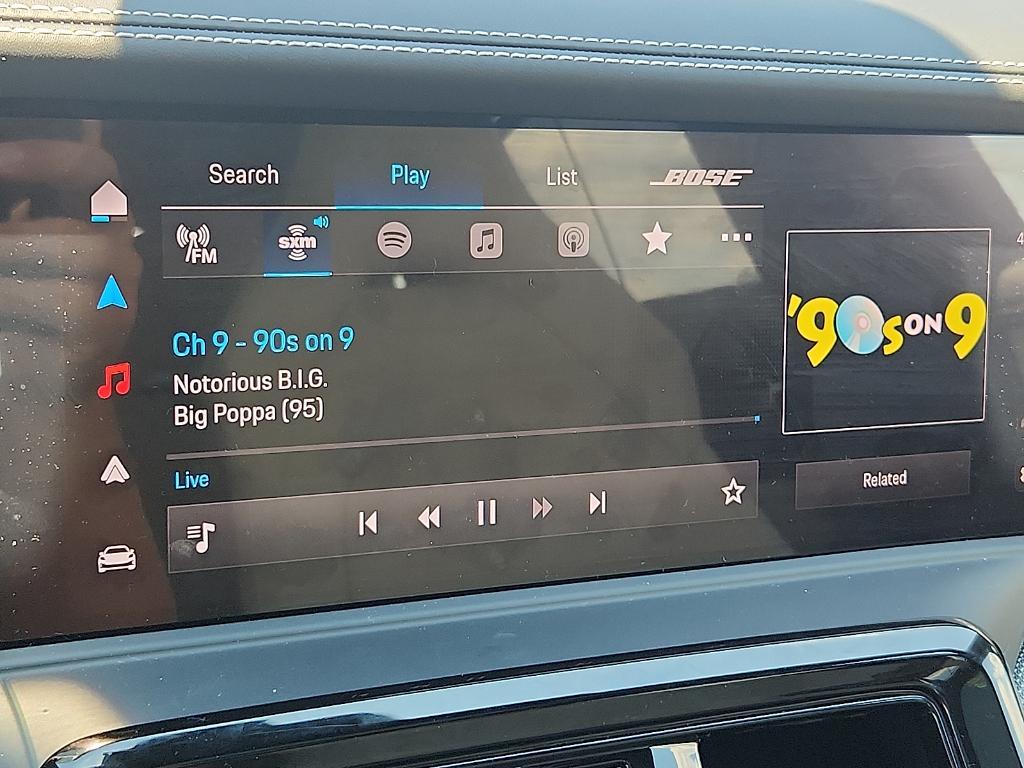 Search Play List BOSE
FM sxm
Ch 9 - 90s on 9
Notorious B.I.G.
Big Poppa (95)
'90s ON 9
Live
Related